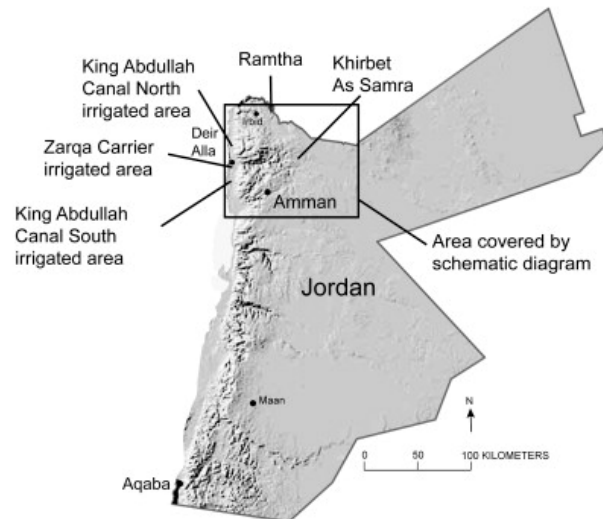 King Abdullah
Canal North
irrigated area
Ramtha
Khirbet
As Samra
Irbid
Deir
Alla
Zarqa Carrier
irrigated area
Amman
King Abdullah
Canal South
irrigated area
Area covered by
schematic diagram
Jordan
Maan
N
0 50 100 KILOMETERS
Aqaba